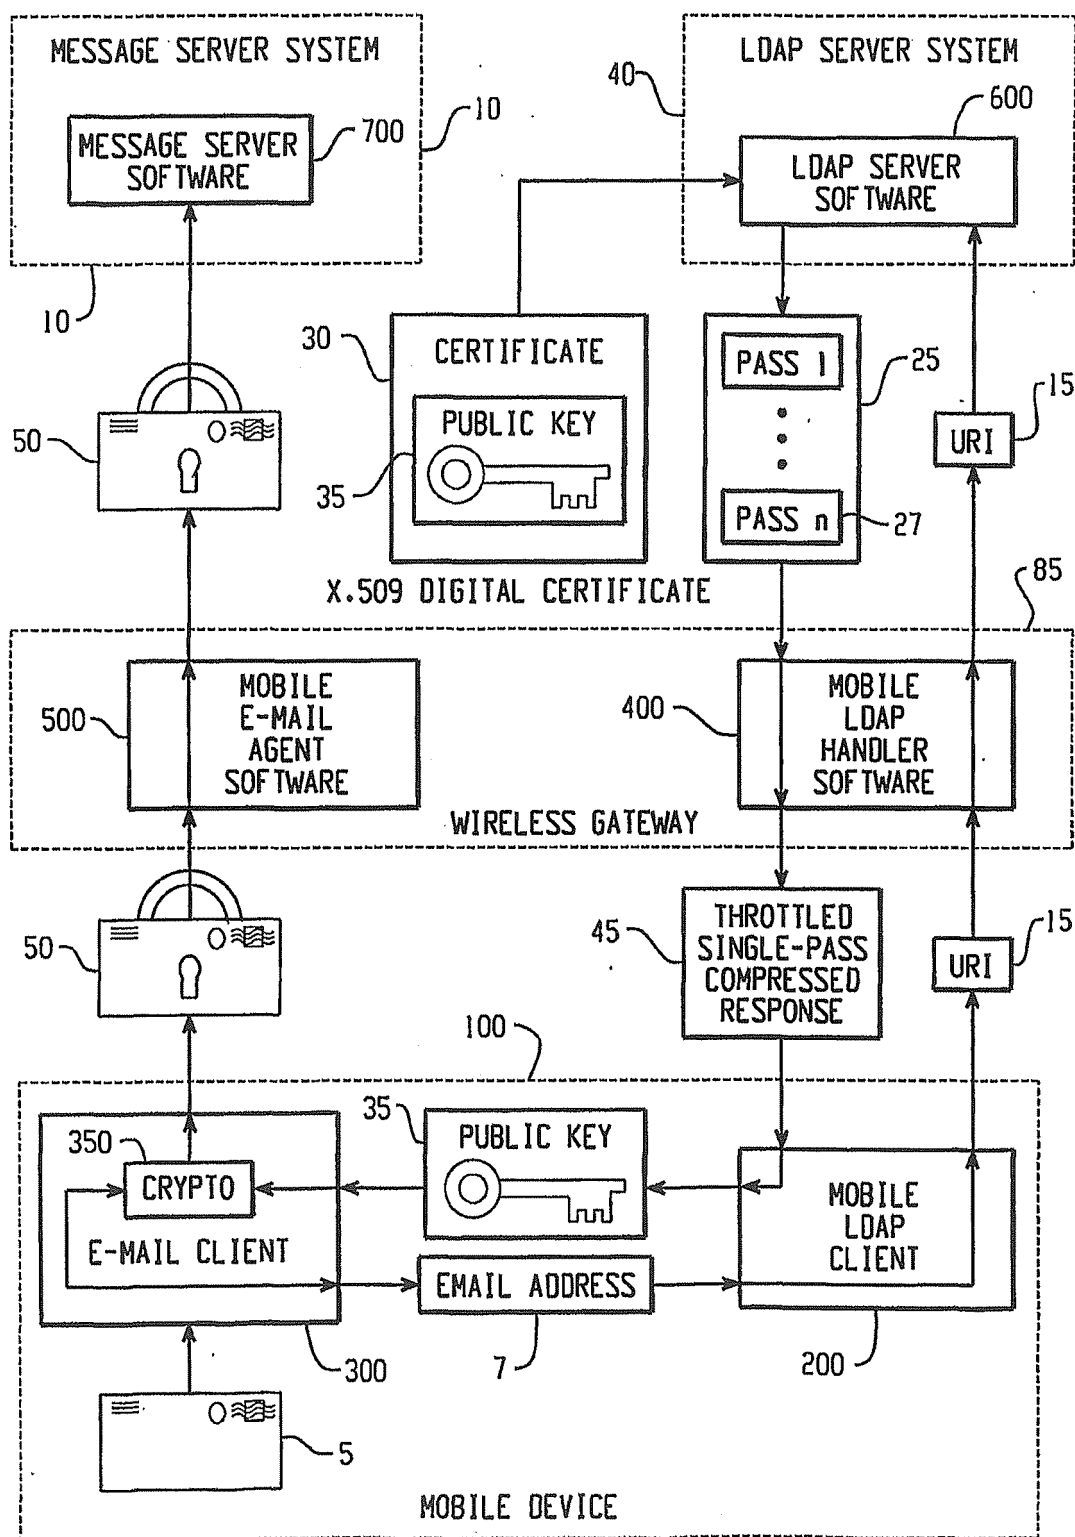 MESSAGE SERVER SYSTEM
MESSAGE SERVER
SOFTWARE
700
10
10
LDAP SERVER SYSTEM
40
600
LDAP SERVER
SOFTWARE
30
CERTIFICATE
PUBLIC KEY
35
X.509 DIGITAL CERTIFICATE
PASS 1
25
PASS n
27
15
URI
50
85
500
MOBILE
E-MAIL
AGENT
SOFTWARE
400
MOBILE
LDAP
HANDLER
SOFTWARE
WIRELESS GATEWAY
50
45
THROTTLED
SINGLE-PASS
COMPRESSED
RESPONSE
15
URI
100
350
CRYPTO
E-MAIL CLIENT
35
PUBLIC KEY
MOBILE
LDAP
CLIENT
EMAIL ADDRESS
300
7
200
5
MOBILE DEVICE